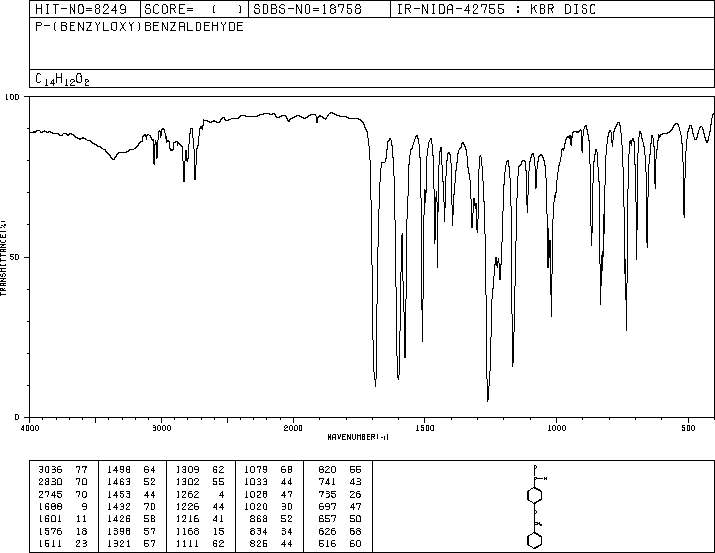 HIT-NO=8249 SCORE= ( ) SDBS-NO=18758 IR-NIDA-42755 : KBR DISC
P-(BENZYLOXY)BENZALDEHYDE
C14H12O2
100
50
0
TRANSMITTANCE(%)
4000 3000 2000 1500 1000 500
WAVENUMBER(-1)
3036 77 1498 64 1309 62 1079 68 820 55
2830 70 1463 52 1302 55 1033 44 741 43
2745 70 1453 44 1262 4 1028 47 735 26
1688 9 1432 70 1226 44 1020 30 697 47
1601 11 1426 58 1216 41 868 52 657 50
1576 18 1398 57 1168 15 834 34 626 68
1511 23 1321 57 1111 62 826 44 516 60